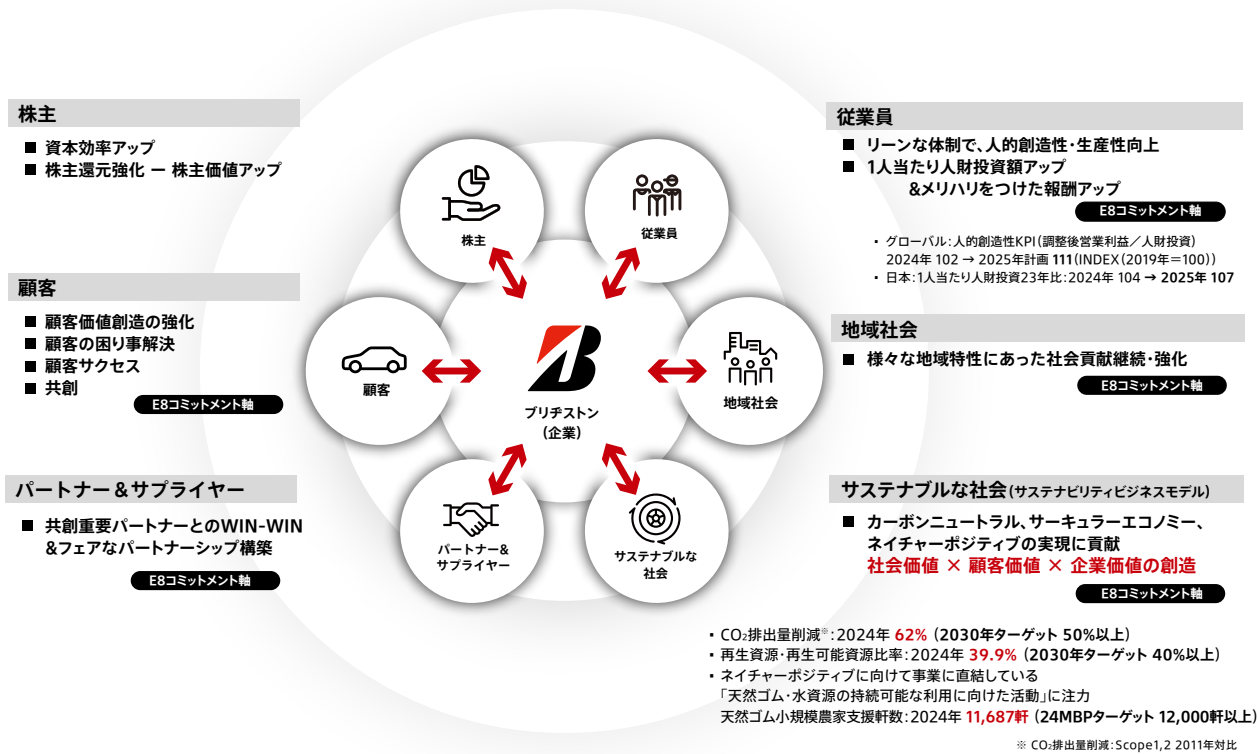 株主
■ 資本効率アップ
■ 株主還元強化 ー 株主価値アップ
顧客
■ 顧客価値創造の強化
■ 顧客の困り事解決
■ 顧客サクセス
■ 共創
E8コミットメント軸
パートナー&サプライヤー
■ 共創重要パートナーとのWIN-WIN
&フェアなパートナーシップ構築
E8コミットメント軸
株主
従業員
顧客
ブリヂストン
(企業)
地域社会
パートナー&
サプライヤー
サステナブルな
社会
従業員
■ リーンな体制で、人的創造性・生産性向上
■ 1人当たり人財投資額アップ
&メリハリをつけた報酬アップ
E8コミットメント軸
・ グローバル:人的創造性KPI(調整後営業利益/人財投資)
2024年 102 → 2025年計画 111(INDEX(2019年=100))
・ 日本:1人当たり人財投資23年比:2024年 104 → 2025年 107
地域社会
■ 様々な地域特性にあった社会貢献継続・強化
E8コミットメント軸
サステナブルな社会(サステナビリティビジネスモデル)
■ カーボンニュートラル、サーキュラーエコノミー、
ネイチャーポジティブの実現に貢献
社会価値 × 顧客価値 × 企業価値の創造
E8コミットメント軸
・ CO₂排出量削減※:2024年 62% (2030年ターゲット 50%以上)
・ 再生資源・再生可能資源比率:2024年 39.9% (2030年ターゲット 40%以上)
・ ネイチャーポジティブに向けて事業に直結している
「天然ゴム・水資源の持続可能な利用に向けた活動」に注力
天然ゴム小規模農家支援軒数:2024年 11,687軒 (24MBPターゲット 12,000軒以上)
※ CO₂排出量削減:Scope1,2 2011年対比